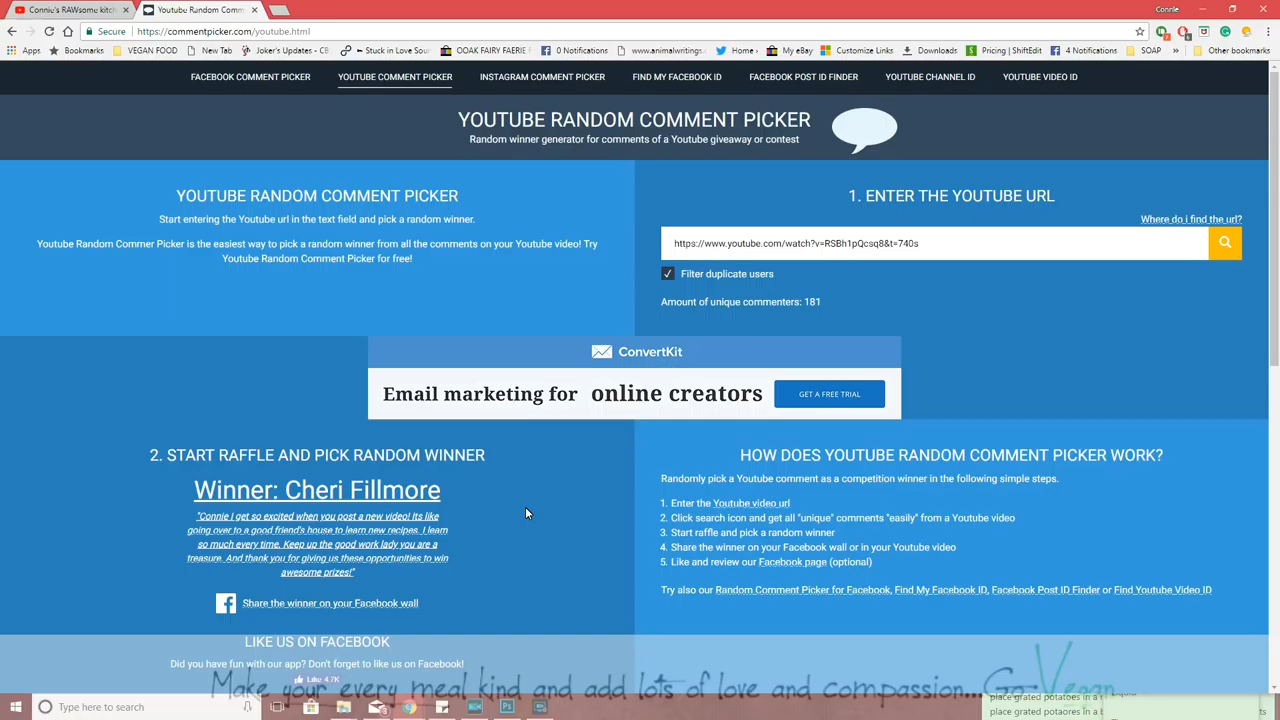 Connie's RAWsome kitch
Youtube Random Comm
Connie
Secure
https://commentpicker.com/youtube.html
Apps
Bookmarks
VEGAN FOOD
New Tab
Joker's Updates - CB
Stuck in Love Sour
OOAK FAIRY FAERIE
0 Notifications
www.animalwritings.c
Home
My eBay
Customize Links
Downloads
Pricing | ShiftEdit
4 Notifications
SOAP
Other bookmarks
FACEBOOK COMMENT PICKER
YOUTUBE COMMENT PICKER
INSTAGRAM COMMENT PICKER
FIND MY FACEBOOK ID
FACEBOOK POST ID FINDER
YOUTUBE CHANNEL ID
YOUTUBE VIDEO ID
YOUTUBE RANDOM COMMENT PICKER
Random winner generator for comments of a Youtube giveaway or contest
YOUTUBE RANDOM COMMENT PICKER
Start entering the Youtube url in the text field and pick a random winner.
Youtube Random Commer Picker is the easiest way to pick a random winner from all the comments on your Youtube video! Try
Youtube Random Comment Picker for free!
1. ENTER THE YOUTUBE URL
Where do i find the url?
https://www.youtube.com/watch?v=RSBh1pQcsq8&t=740s
Filter duplicate users
Amount of unique commenters: 181
ConvertKit
Email marketing for online creators
GET A FREE TRIAL
2. START RAFFLE AND PICK RANDOM WINNER
Winner: Cheri Fillmore
"Connie I get so excited when you post a new video! Its like
going over to a good friend's house to learn new recipes. I learn
so much every time. Keep up the good work lady you are a
treasure. And thank you for giving us these opportunities to win
awesome prizes!"
Share the winner on your Facebook wall
HOW DOES YOUTUBE RANDOM COMMENT PICKER WORK?
Randomly pick a Youtube comment as a competition winner in the following simple steps.
1. Enter the Youtube video url
2. Click search icon and get all "unique" comments "easily" from a Youtube video
3. Start raffle and pick a random winner
4. Share the winner on your Facebook wall or in your Youtube video
5. Like and review our Facebook page (optional)
Try also our Random Comment Picker for Facebook, Find My Facebook ID, Facebook Post ID Finder or Find Youtube Video ID
LIKE US ON FACEBOOK
Did you have fun with our app? Don't forget to like us on Facebook!
Like 4.7K
Make your every meal kind and add lots of love and compassion...Go Vegan
Type here to search
place grated potatoes in a b
place grated potaores in a b